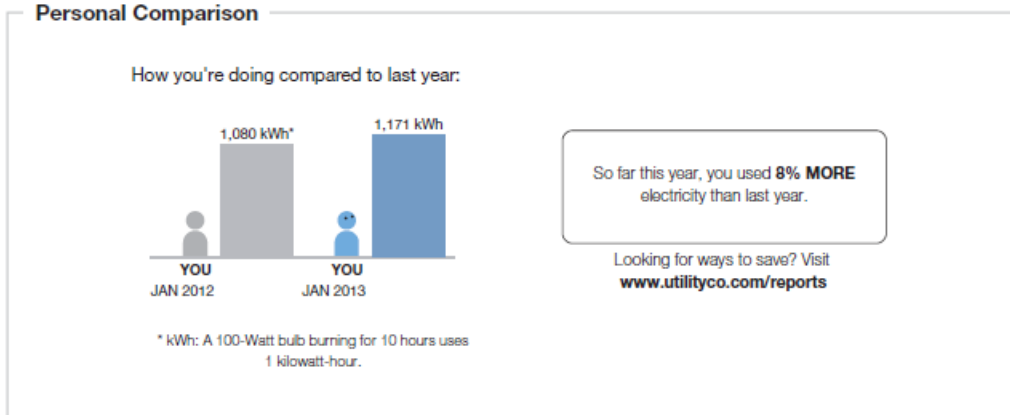 Personal Comparison
How you're doing compared to last year:
1,080 kWh*
1,171 kWh
YOU
JAN 2012
YOU
JAN 2013
* kWh: A 100-Watt bulb burning for 10 hours uses
1 kilowatt-hour.
So far this year, you used 8% MORE
electricity than last year.
Looking for ways to save? Visit
www.utilityco.com/reports